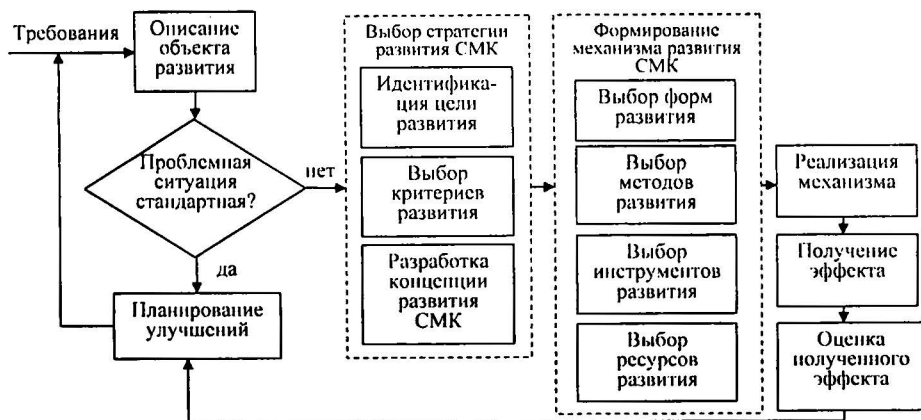 Требования
Описание
объекта
развития
Проблемная
ситуация
стандартная?
нет
да
Планирование
улучшений
Выбор стратегии
развития СМК
Идентифика-
ция цели
развития
Выбор
критериев
развития
Разработка
концепции
развития
СМК
Формирование
механизма развития
СМК
Выбор форм
развития
Выбор
методов
развития
Выбор
инструментов
развития
Выбор
ресурсов
развития
Реализация
механизма
Получение
эффекта
Оценка
полученного
эффекта